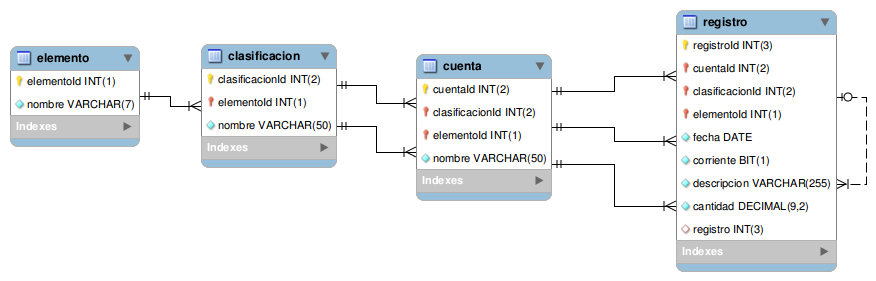 elemento
elementoId INT(1)
nombre VARCHAR(7)
Indexes
clasificacion
clasificacionId INT(2)
elementoId INT(1)
nombre VARCHAR(50)
Indexes
cuenta
cuentaId INT(2)
clasificacionId INT(2)
elementoId INT(1)
nombre VARCHAR(50)
Indexes
registro
registroId INT(3)
cuentaId INT(2)
clasificacionId INT(2)
elementoId INT(1)
fecha DATE
corriente BIT(1)
descripcion VARCHAR(255)
cantidad DECIMAL(9,2)
registro INT(3)
Indexes